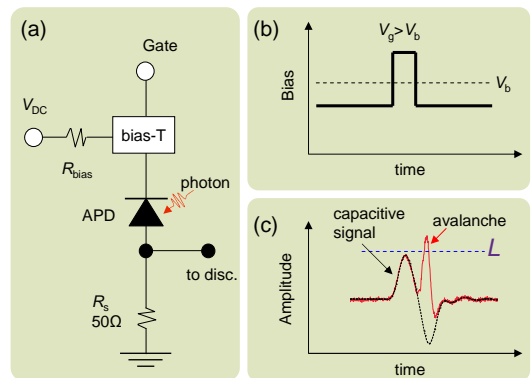 (a)
Gate
V_DC
bias-T
R_bias
photon
APD
to disc.
R_s
50Ω
(b)
V_g>V_b
V_b
Bias
time
(c)
capacitive
signal
avalanche
L
Amplitude
time